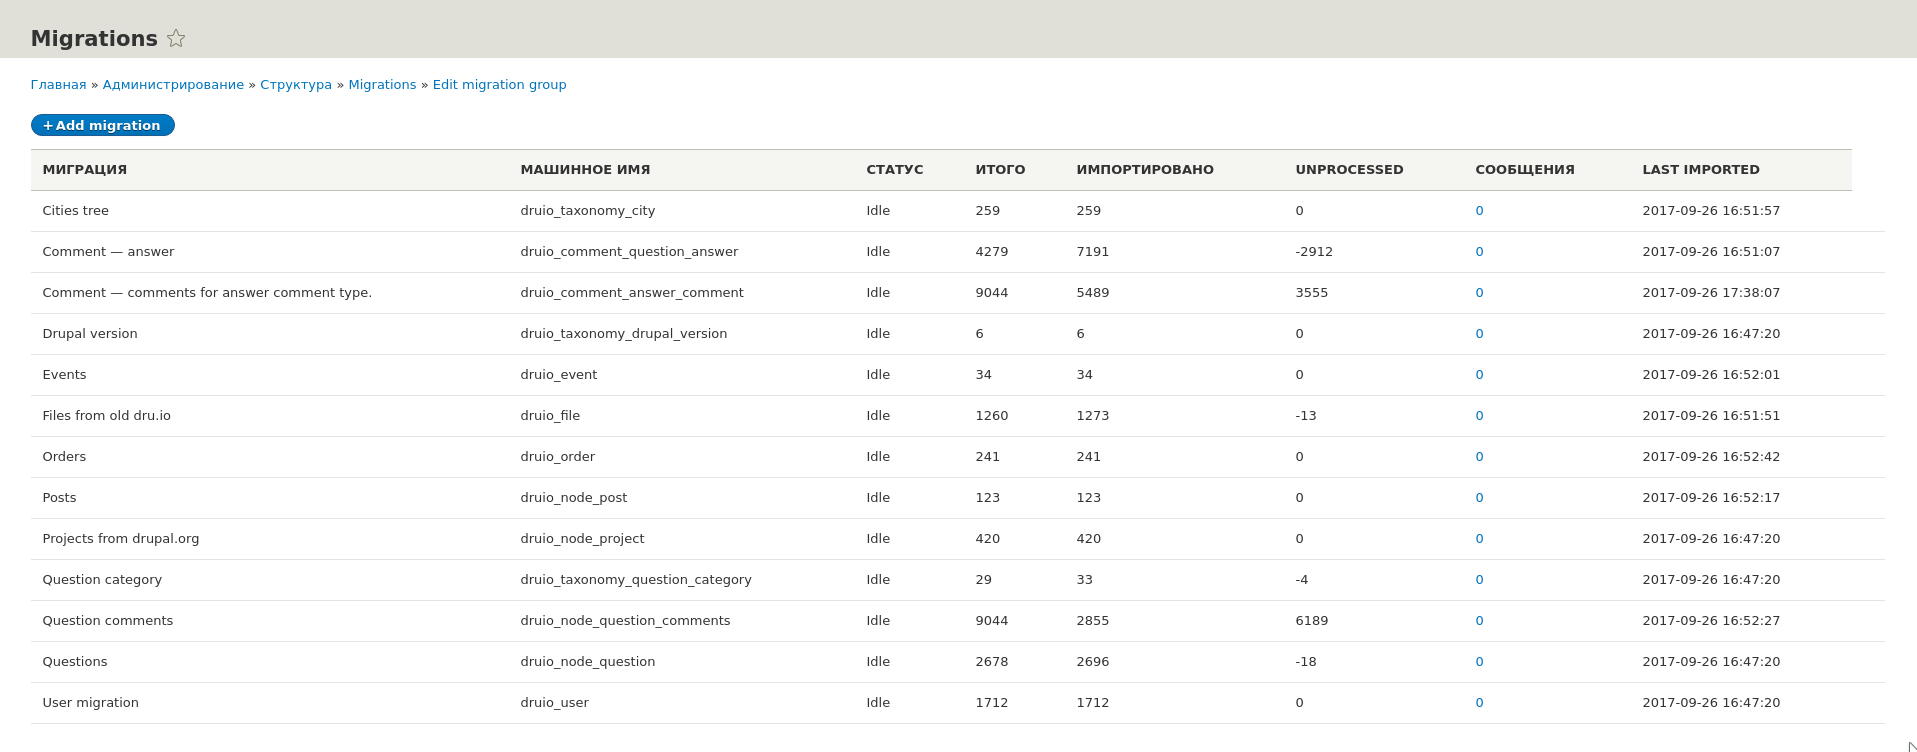 Migrations
Главная » Администрирование » Структура » Migrations » Edit migration group
+ Add migration
МИГРАЦИЯ МАШИННОЕ ИМЯ СТАТУС ИТОГО ИМПОРТИРОВАНО UNPROCESSED СООБЩЕНИЯ LAST IMPORTED
Cities tree druio_taxonomy_city Idle 259 259 0 0 2017-09-26 16:51:57
Comment — answer druio_comment_question_answer Idle 4279 7191 -2912 0 2017-09-26 16:51:07
Comment — comments for answer comment type. druio_comment_answer_comment Idle 9044 5489 3555 0 2017-09-26 17:38:07
Drupal version druio_taxonomy_drupal_version Idle 6 6 0 0 2017-09-26 16:47:20
Events druio_event Idle 34 34 0 0 2017-09-26 16:52:01
Files from old dru.io druio_file Idle 1260 1273 -13 0 2017-09-26 16:51:51
Orders druio_order Idle 241 241 0 0 2017-09-26 16:52:42
Posts druio_node_post Idle 123 123 0 0 2017-09-26 16:52:17
Projects from drupal.org druio_node_project Idle 420 420 0 0 2017-09-26 16:47:20
Question category druio_taxonomy_question_category Idle 29 33 -4 0 2017-09-26 16:47:20
Question comments druio_node_question_comments Idle 9044 2855 6189 0 2017-09-26 16:52:27
Questions druio_node_question Idle 2678 2696 -18 0 2017-09-26 16:47:20
User migration druio_user Idle 1712 1712 0 0 2017-09-26 16:47:20